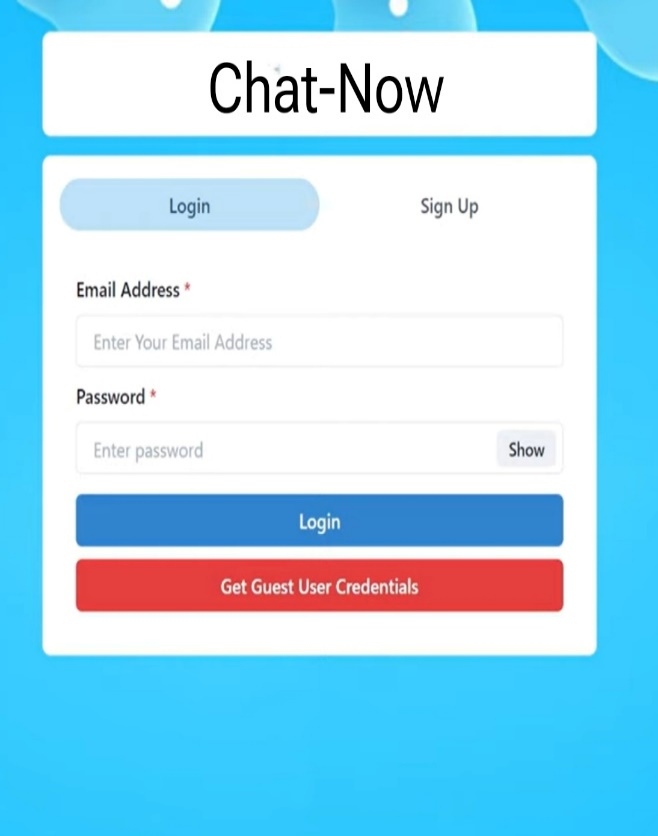 Chat-Now
Login
Sign Up
Email Address *
Enter Your Email Address
Password *
Enter password
Show
Login
Get Guest User Credentials